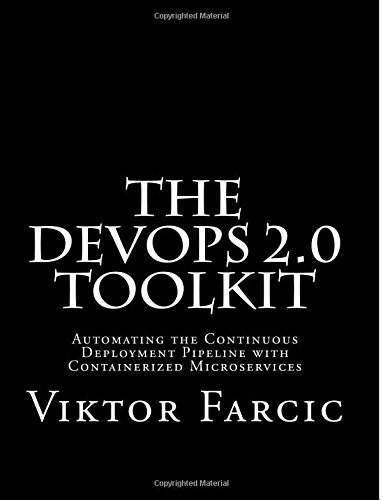 Copyrighted Material
THE
DEVOPS 2.0
TOOLKIT
Automating the Continuous
Deployment Pipeline with
Containerized Microservices
Viktor Farcic
Copyrighted Material